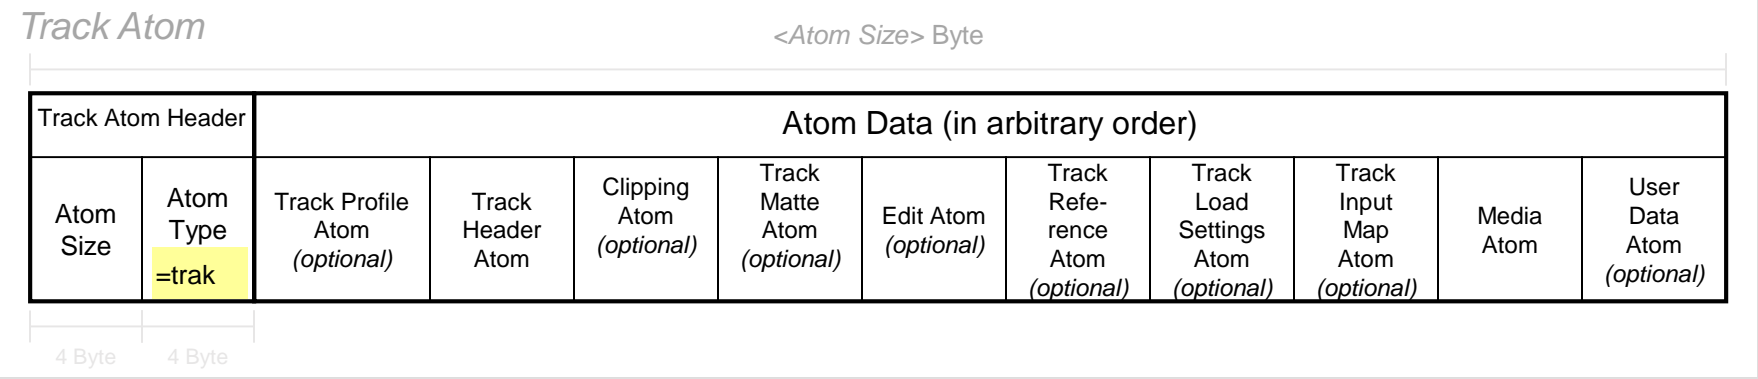 Track Atom
<Atom Size> Byte
Track Atom Header
Atom Data (in arbitrary order)
Atom
Size
Atom
Type
=trak
Track Profile
Atom
(optional)
Track
Header
Atom
Clipping
Atom
(optional)
Track
Matte
Atom
(optional)
Edit Atom
(optional)
Track
Refe-
rence
Atom
(optional)
Track
Load
Settings
Atom
(optional)
Track
Input
Map
Atom
(optional)
Media
Atom
User
Data
Atom
(optional)
4 Byte
4 Byte